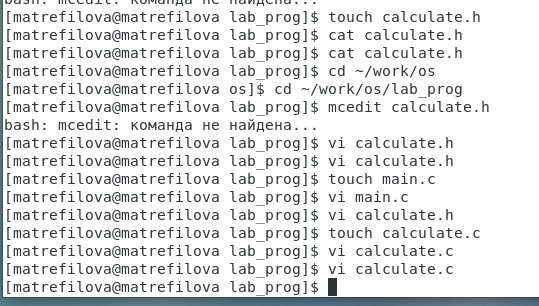 bash: mcedit: команда не найдена...
[matrefilova@matrefilova lab_prog]$ touch calculate.h
[matrefilova@matrefilova lab_prog]$ cat calculate.h
[matrefilova@matrefilova lab_prog]$ cat calculate.h
[matrefilova@matrefilova lab_prog]$ cd ~/work/os
[matrefilova@matrefilova os]$ cd ~/work/os/lab_prog
[matrefilova@matrefilova lab_prog]$ mcedit calculate.h
bash: mcedit: команда не найдена...
[matrefilova@matrefilova lab_prog]$ vi calculate.h
[matrefilova@matrefilova lab_prog]$ vi calculate.h
[matrefilova@matrefilova lab_prog]$ touch main.c
[matrefilova@matrefilova lab_prog]$ vi main.c
[matrefilova@matrefilova lab_prog]$ vi calculate.h
[matrefilova@matrefilova lab_prog]$ touch calculate.c
[matrefilova@matrefilova lab_prog]$ vi calculate.c
[matrefilova@matrefilova lab_prog]$ vi calculate.c
[matrefilova@matrefilova lab_prog]$